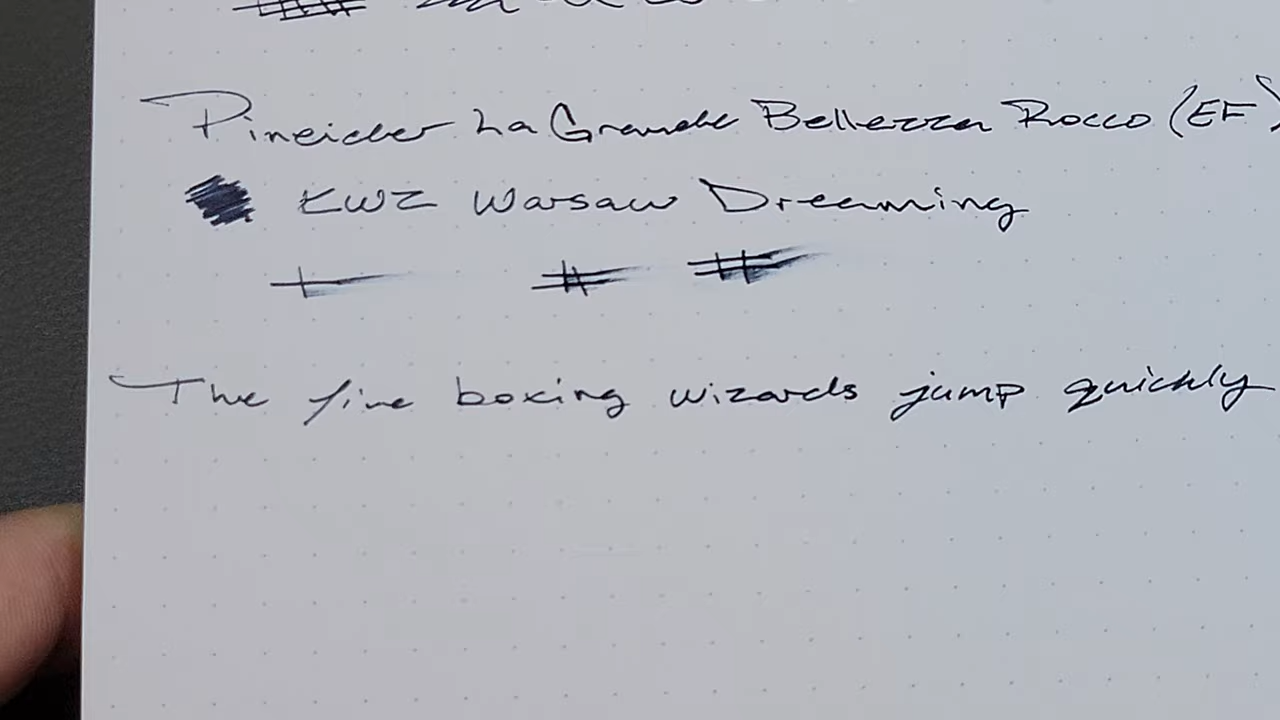 Pineider La Grande Bellezza Rocco (EF)
KWZ Warsaw Dreaming
The five boxing wizards jump quickly